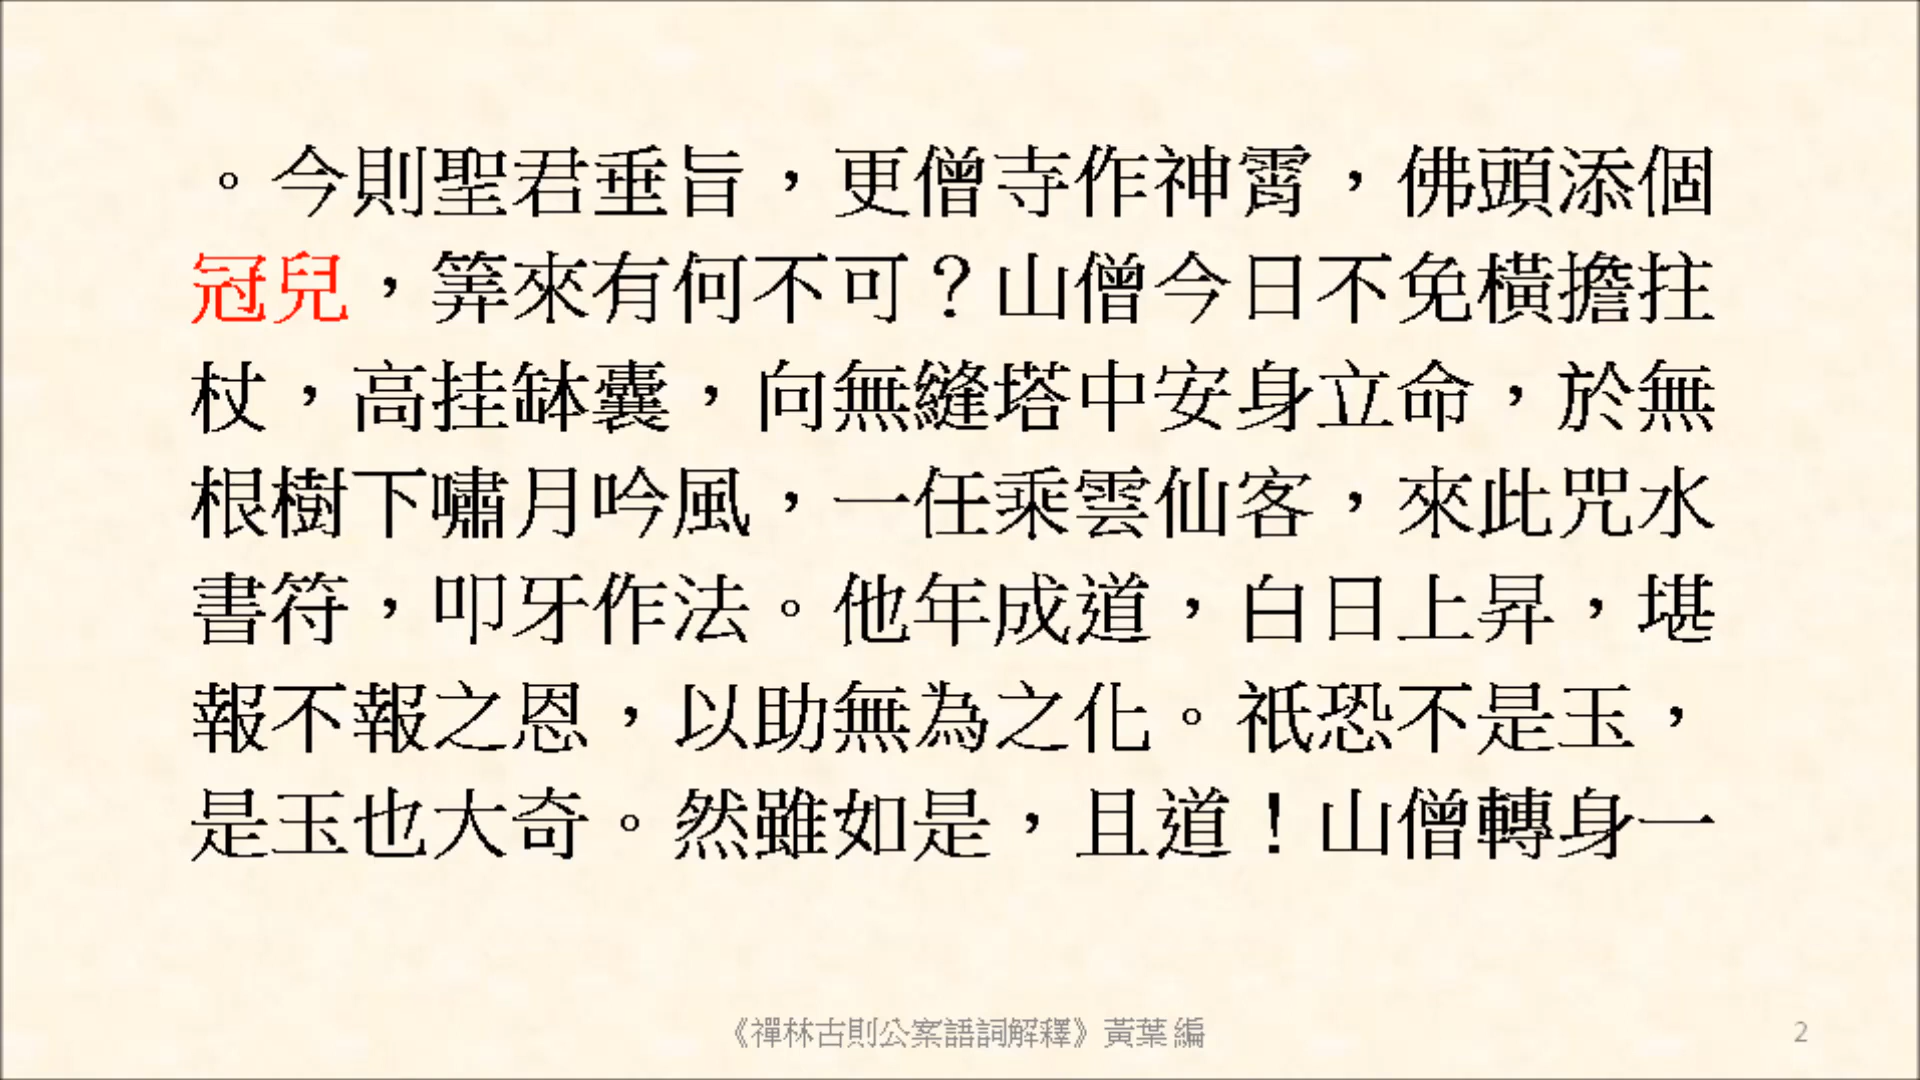 。今則聖君垂旨，更僧寺作神霄，佛頭添個
冠兒，筭來有何不可？山僧今日不免橫擔拄
杖，高挂缽囊，向無縫塔中安身立命，於無
根樹下嘯月吟風，一任乘雲仙客，來此咒水
書符，叩牙作法。他年成道，白日上昇，堪
報不報之恩，以助無為之化。祇恐不是玉，
是玉也大奇。然雖如是，且道！山僧轉身一
《禪林古則公案語詞解釋》黃葉編
2